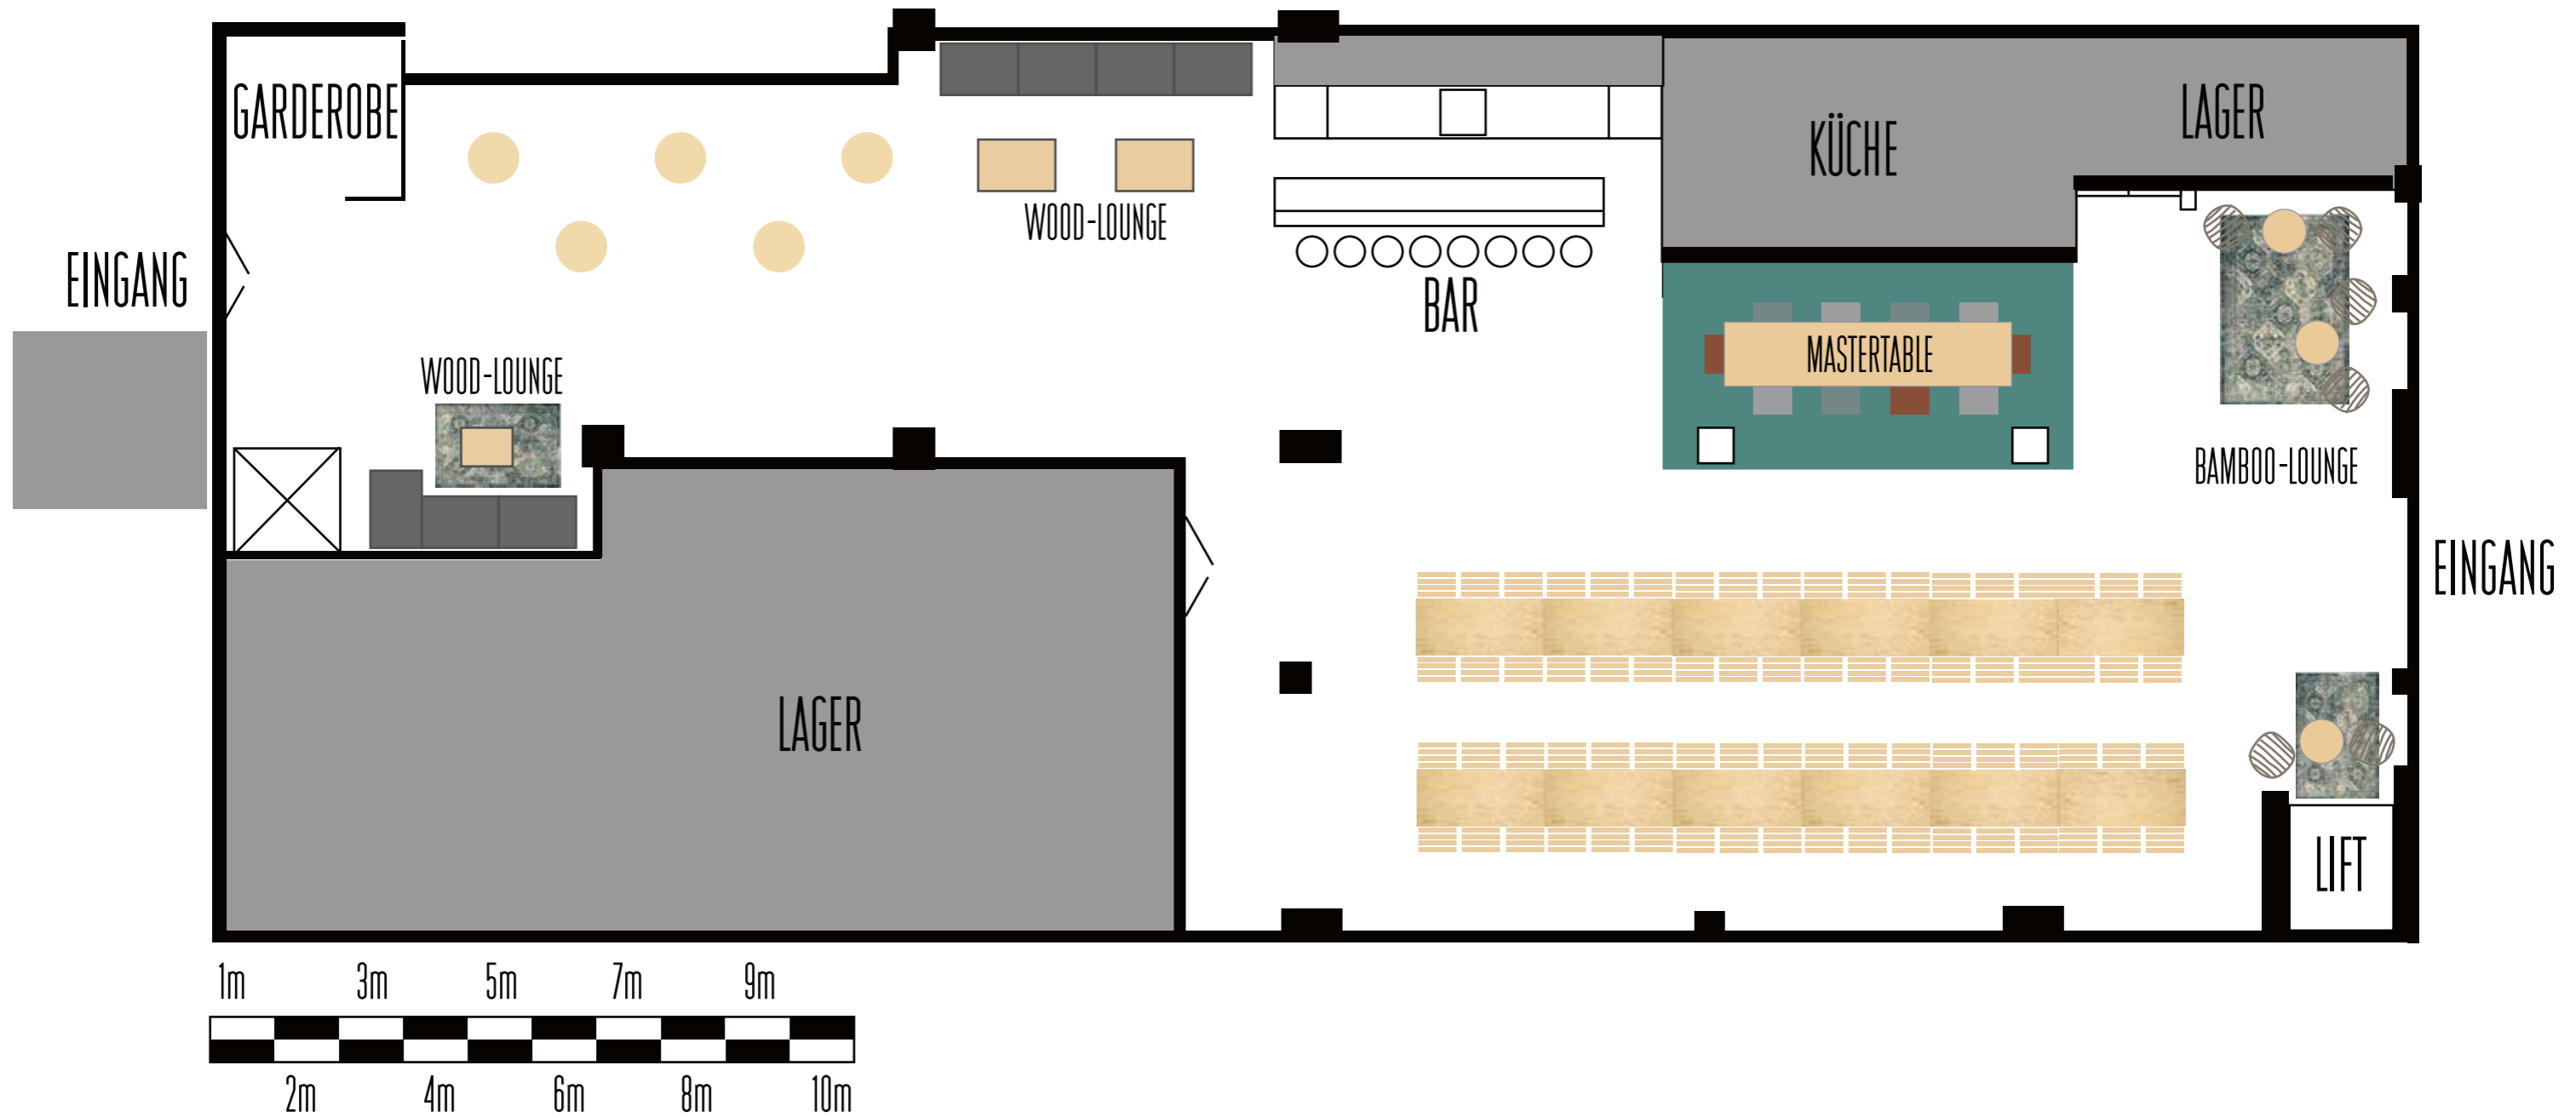 GARDEROBE
LAGER
KÜCHE
WOOD-LOUNGE
EINGANG
BAR
MASTERTABLE
WOOD-LOUNGE
BAMBOO-LOUNGE
EINGANG
LAGER
LIFT
1m 3m 5m 7m 9m
2m 4m 6m 8m 10m